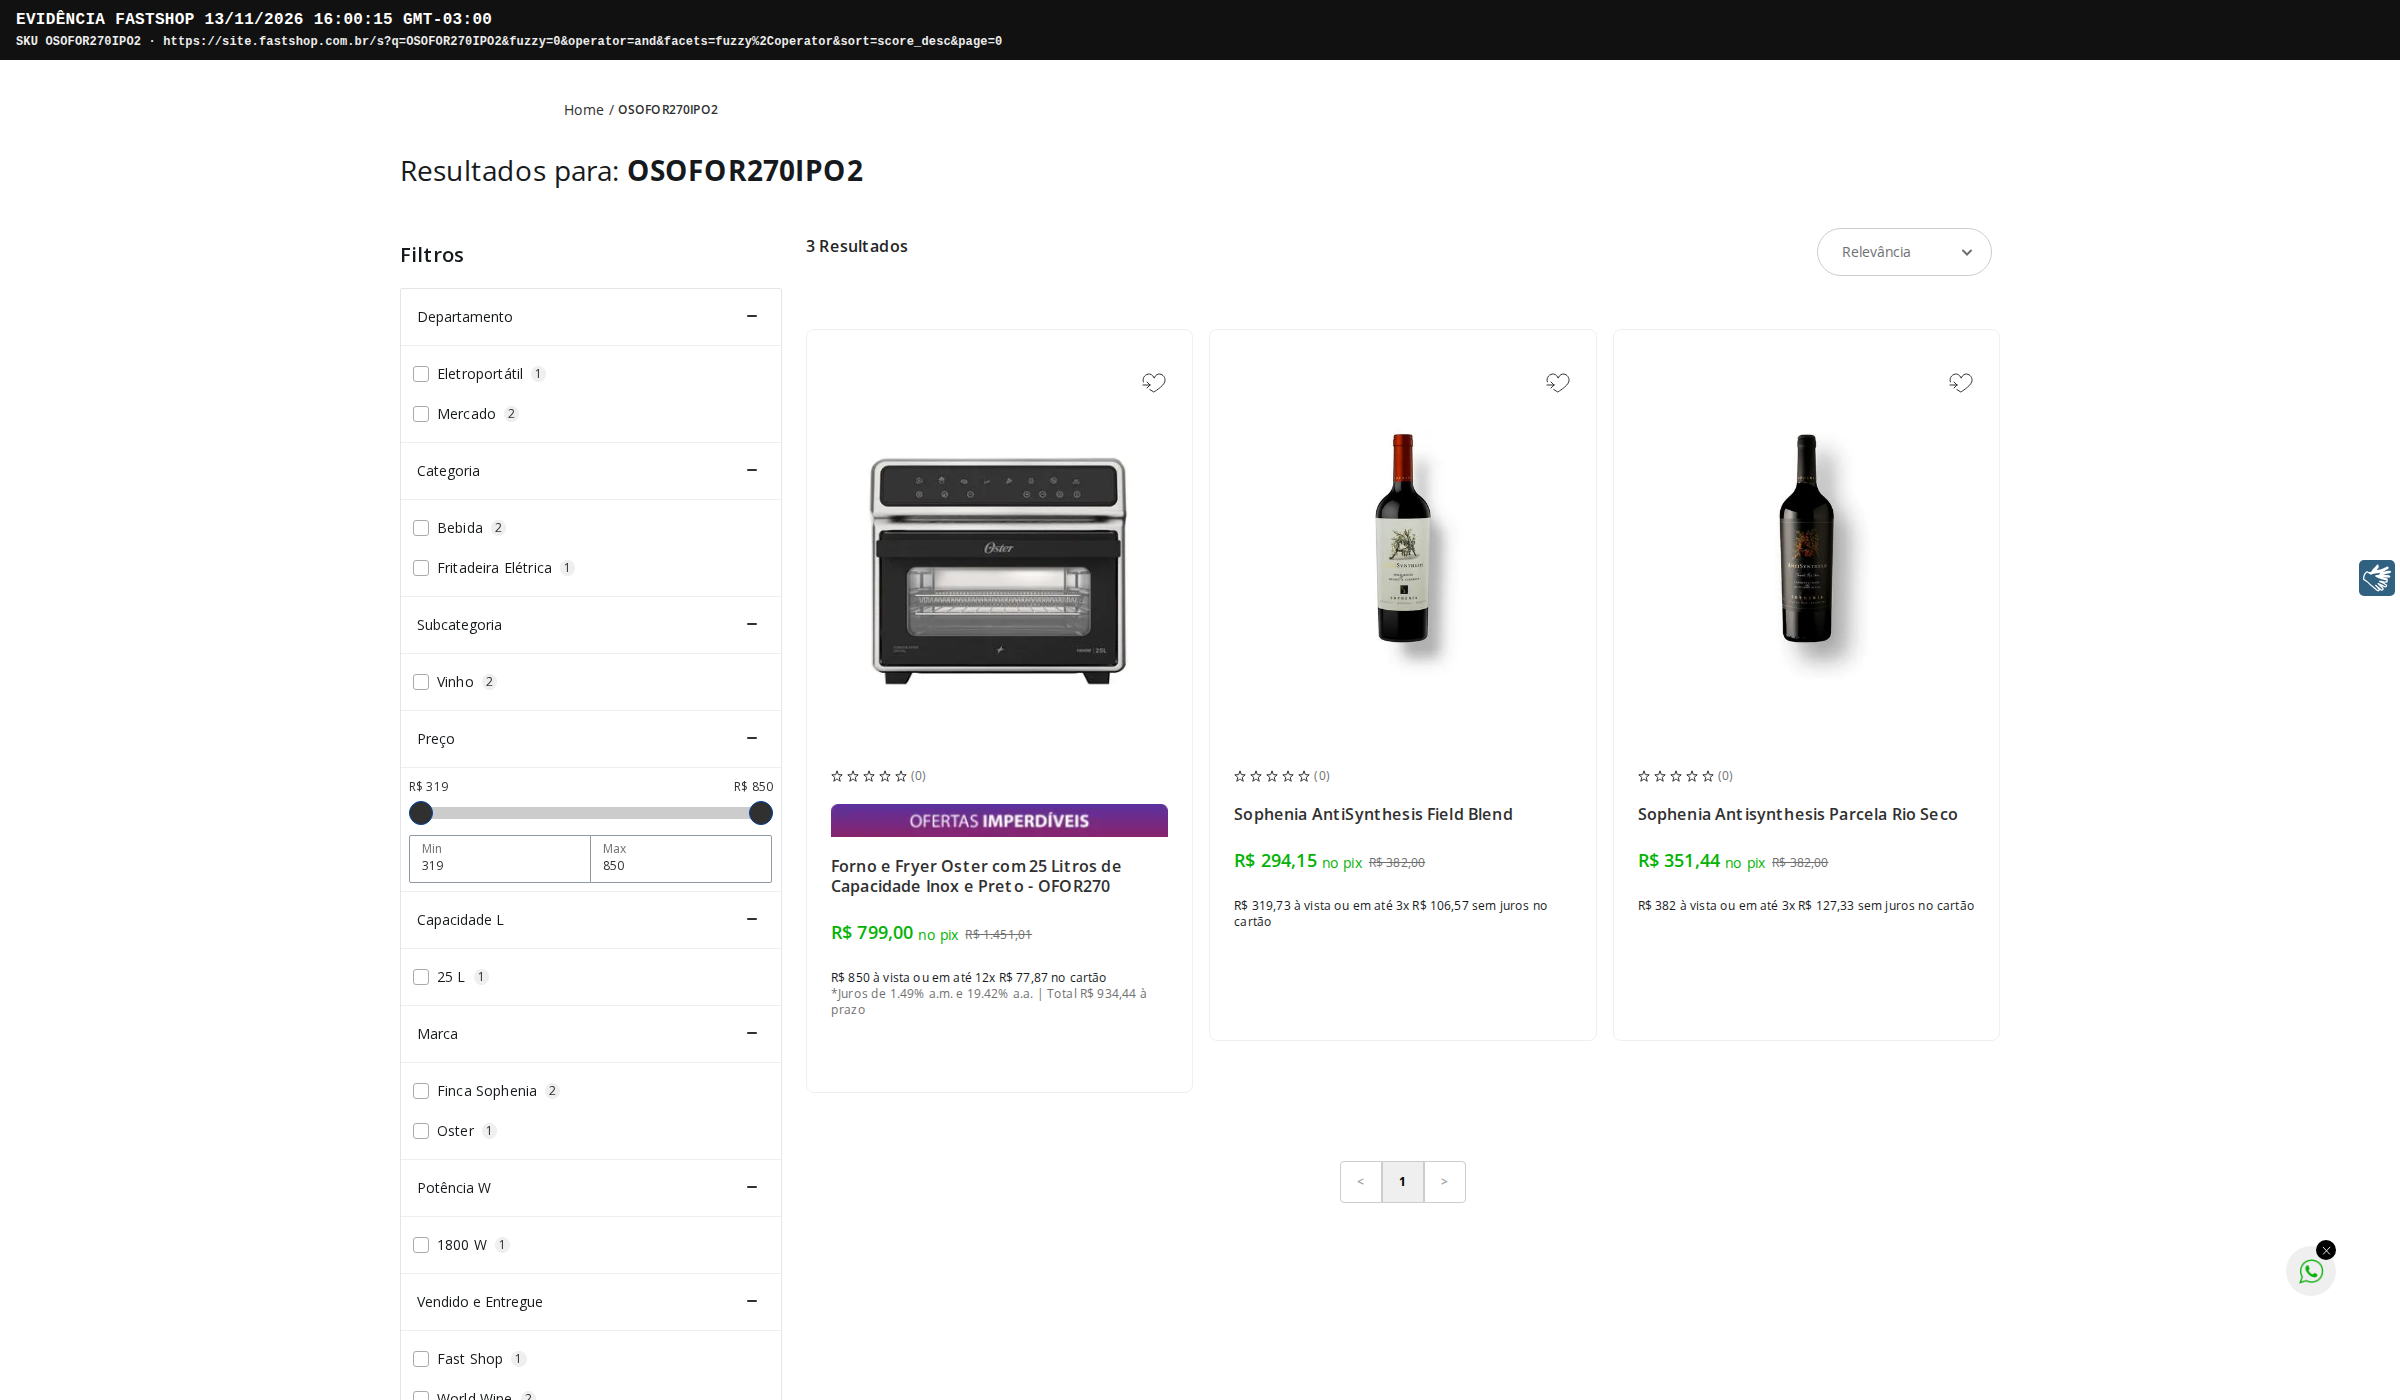 EVIDÊNCIA FASTSHOP 13/11/2026 16:00:15 GMT-03:00
SKU OSOFOR270IPO2 · https://site.fastshop.com.br/s?q=OSOFOR270IPO2&fuzzy=0&operator=and&facets=fuzzy%2Coperator&sort=score_desc&page=0
Home / OSOFOR270IPO2
Resultados para: OSOFOR270IPO2
Filtros
3 Resultados
Relevância
Departamento
Eletroportátil 1
Mercado 2
Categoria
Bebida 2
Fritadeira Elétrica 1
Subcategoria
Vinho 2
Preço
R$ 319
R$ 850
Min
319
Max
850
Capacidade L
25 L 1
Marca
Finca Sophenia 2
Oster 1
Potência W
1800 W 1
Vendido e Entregue
Fast Shop 1
World Wine 2
Oster
25L
(0)
OFERTAS IMPERDÍVEIS
Forno e Fryer Oster com 25 Litros de
Capacidade Inox e Preto - OFOR270
R$ 799,00 no pix R$ 1.451,01
R$ 850 à vista ou em até 12x R$ 77,87 no cartão
*Juros de 1.49% a.m. e 19.42% a.a. | Total R$ 934,44 à
prazo
ANTISYNTHESIS
SOPHENIA
(0)
Sophenia AntiSynthesis Field Blend
R$ 294,15 no pix R$ 382,00
R$ 319,73 à vista ou em até 3x R$ 106,57 sem juros no
cartão
ANTISYNTHESIS
(0)
Sophenia Antisynthesis Parcela Rio Seco
R$ 351,44 no pix R$ 382,00
R$ 382 à vista ou em até 3x R$ 127,33 sem juros no cartão
< 1 >